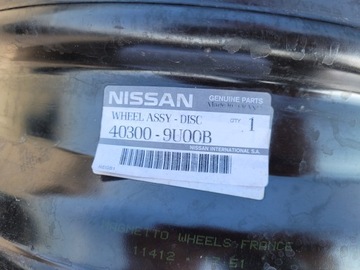 NISSAN
GENUINE PARTS
WHEEL ASSY - DISC
40300 - 9U00B
QTY 1
NISSAN INTERNATIONAL S.A.
WHEELS FRANCE
11412